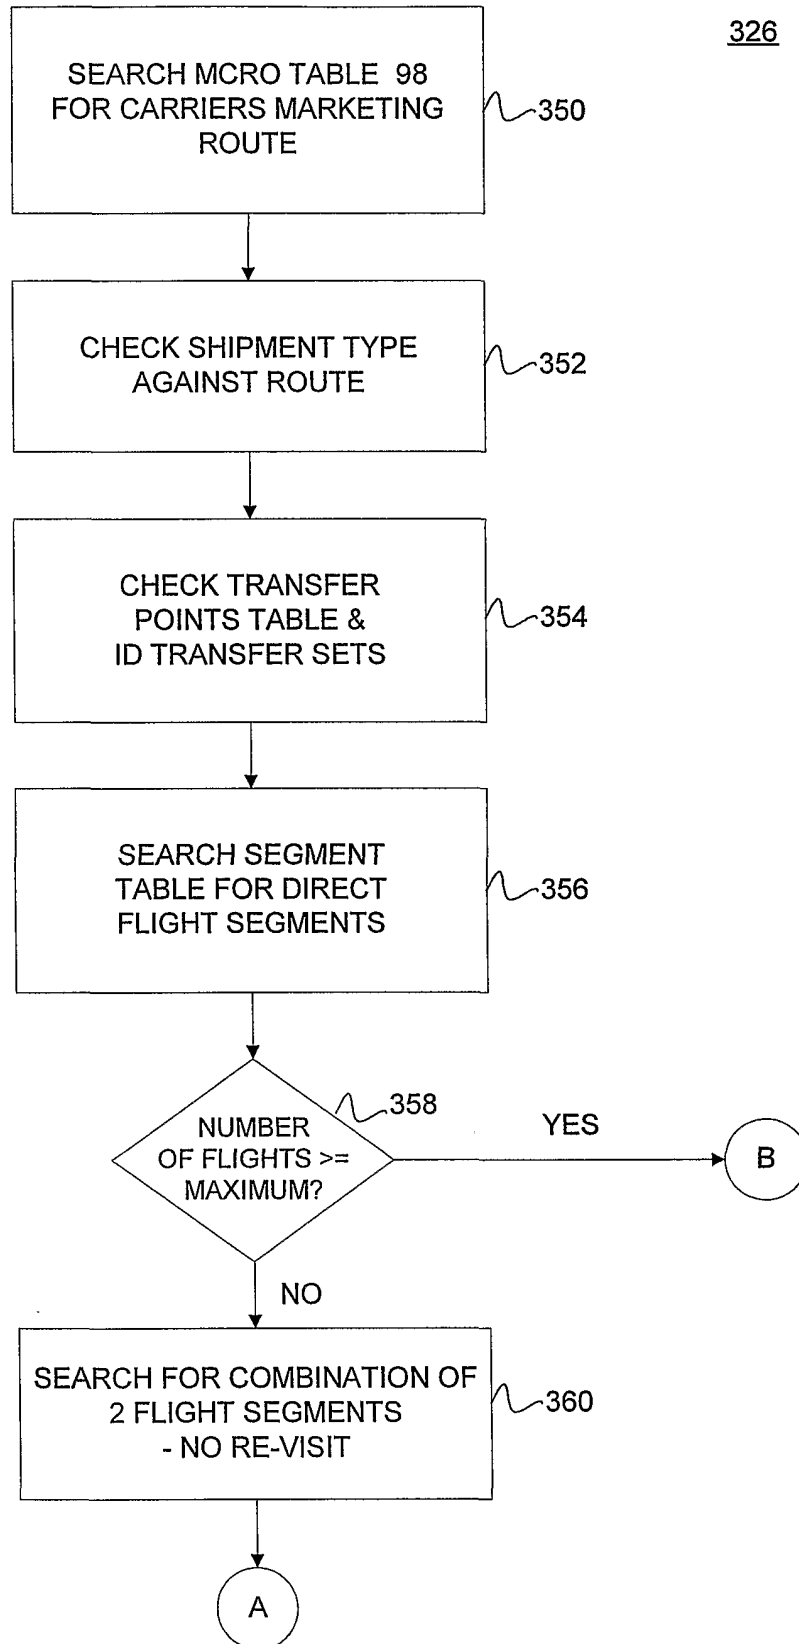 326
SEARCH MCRO TABLE 98
FOR CARRIERS MARKETING
ROUTE
350
CHECK SHIPMENT TYPE
AGAINST ROUTE
352
CHECK TRANSFER
POINTS TABLE &
ID TRANSFER SETS
354
SEARCH SEGMENT
TABLE FOR DIRECT
FLIGHT SEGMENTS
356
NUMBER
OF FLIGHTS >=
MAXIMUM?
358
YES
B
NO
SEARCH FOR COMBINATION OF
2 FLIGHT SEGMENTS
- NO RE-VISIT
360
A